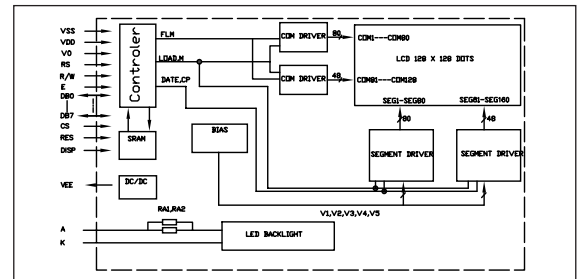 VSS
VDD
VO
RS
R/W
E
DB0
DB7
CS
RES
DISP
VEE
A
K
Controler
SRAM
DC/DC
FLM
LOAD,M
DATE,CP
BIAS
RA1,RA2
LED BACKLIGHT
COM DRIVER
80
COM DRIVER
48
COM1---COM80
LCD 128 X 128 DOTS
COM81---COM128
SEG1-SEG80
SEG81-SEG160
80
48
SEGMENT DRIVER
SEGMENT DRIVER
V1,V2,V3,V4,V5